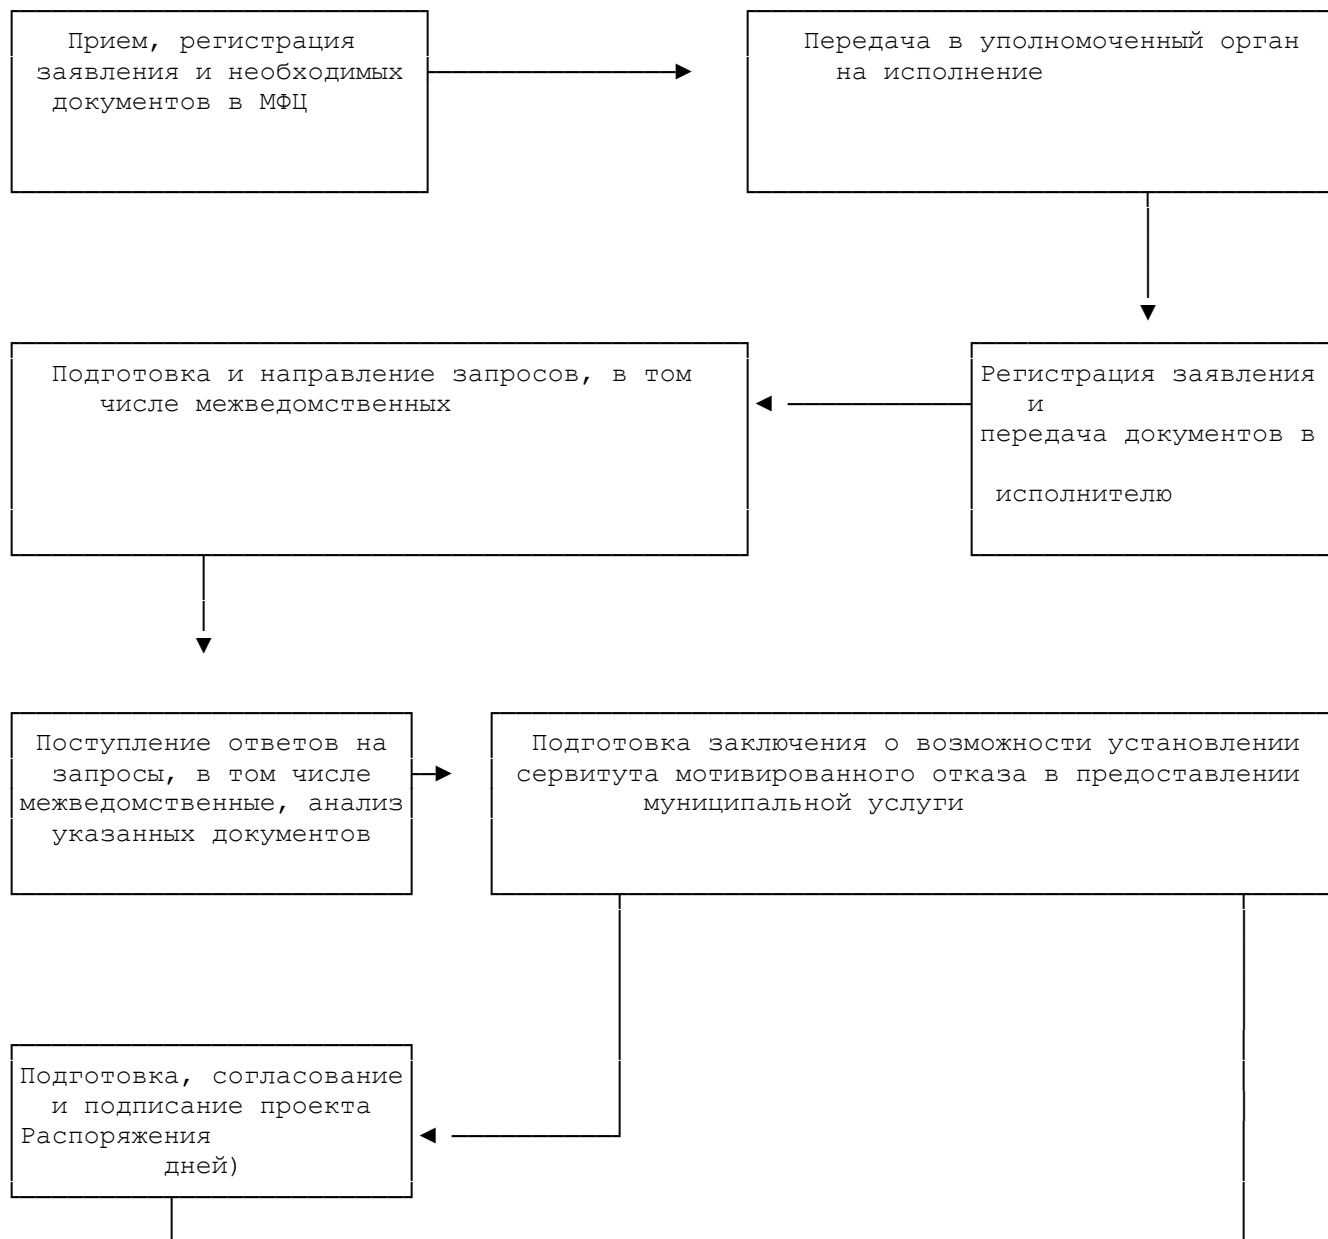 Прием, регистрация
заявления и необходимых
документов в МФЦ
Передача в уполномоченный орган
на исполнение
Подготовка и направление запросов, в том
числе межведомственных
Регистрация заявления
и
передача документов в
исполнителю
Поступление ответов на
запросы, в том числе
межведомственные, анализ
указанных документов
Подготовка заключения о возможности установлении
сервитута мотивированного отказа в предоставлении
муниципальной услуги
Подготовка, согласование
и подписание проекта
Распоряжения
дней)